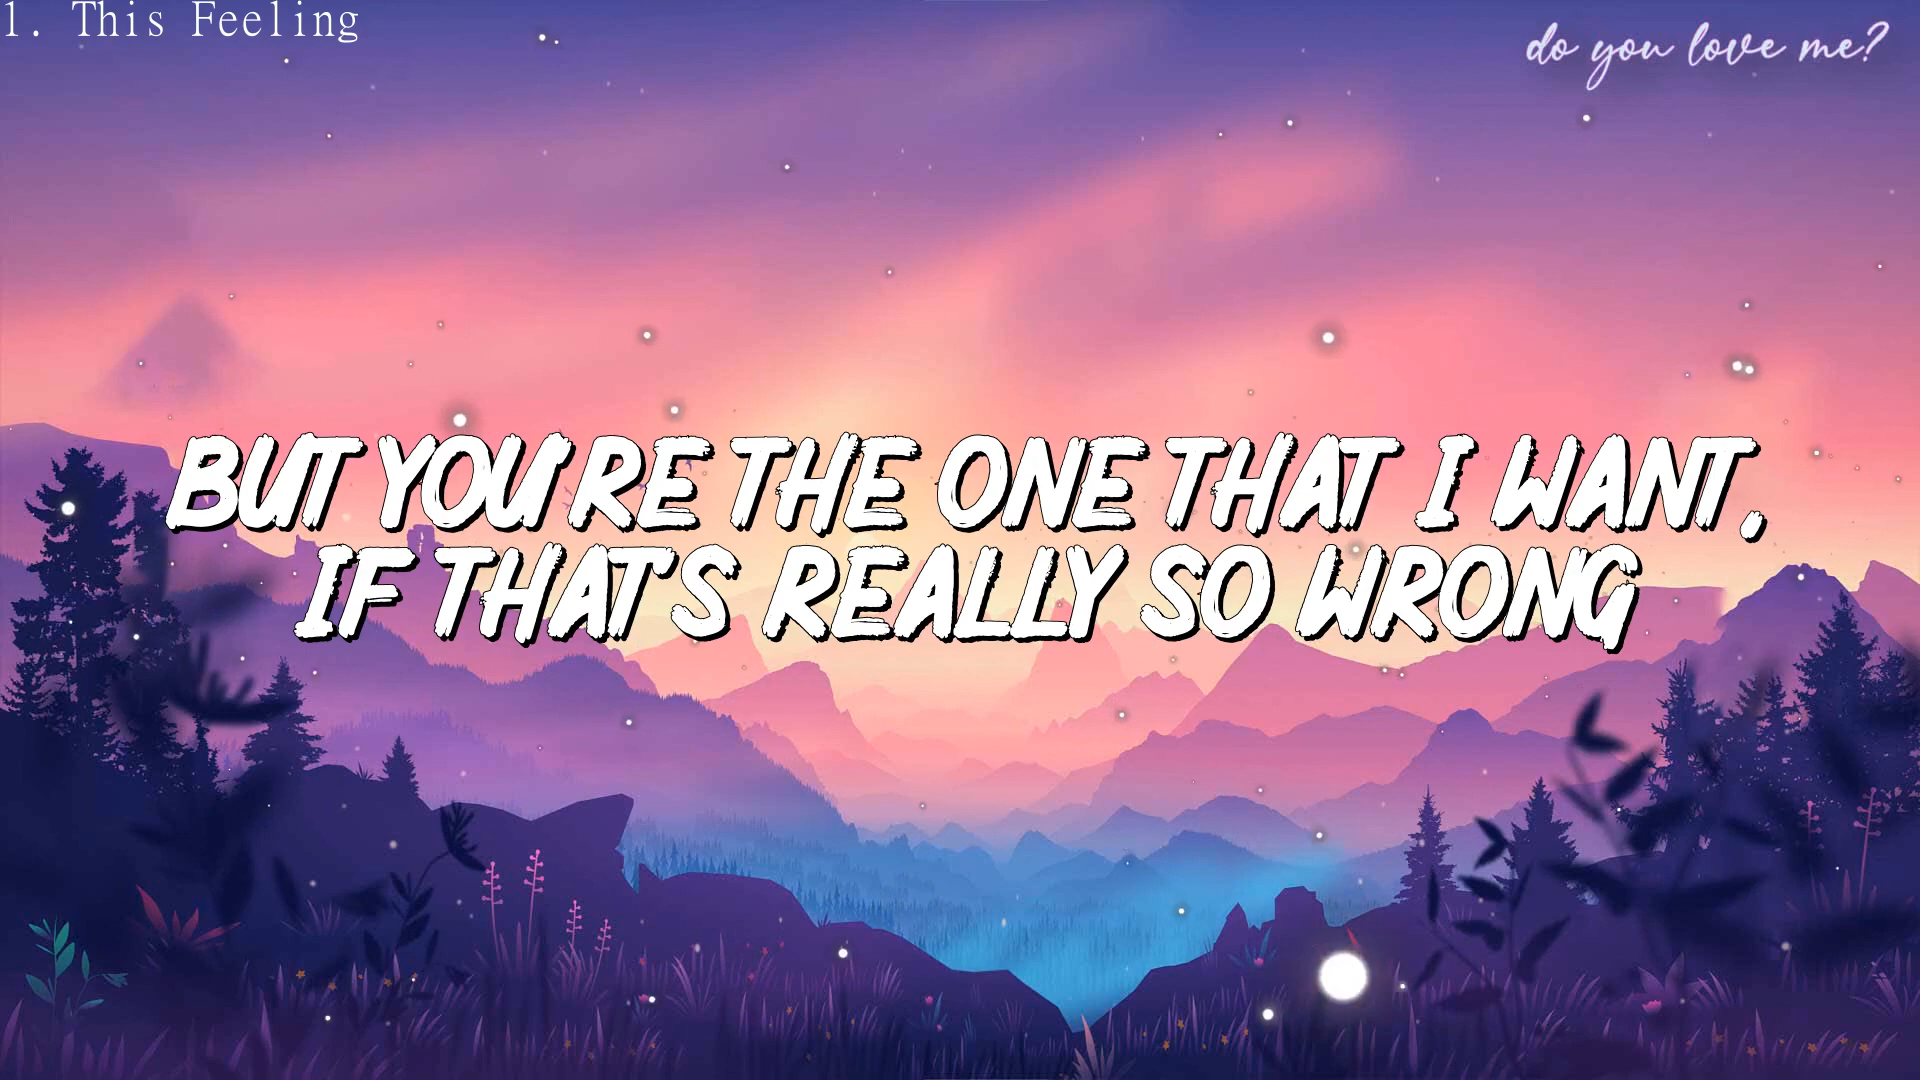 1. This Feeling
do you love me?
BUT YOU'RE THE ONE THAT I WANT,
IF THAT'S REALLY SO WRONG